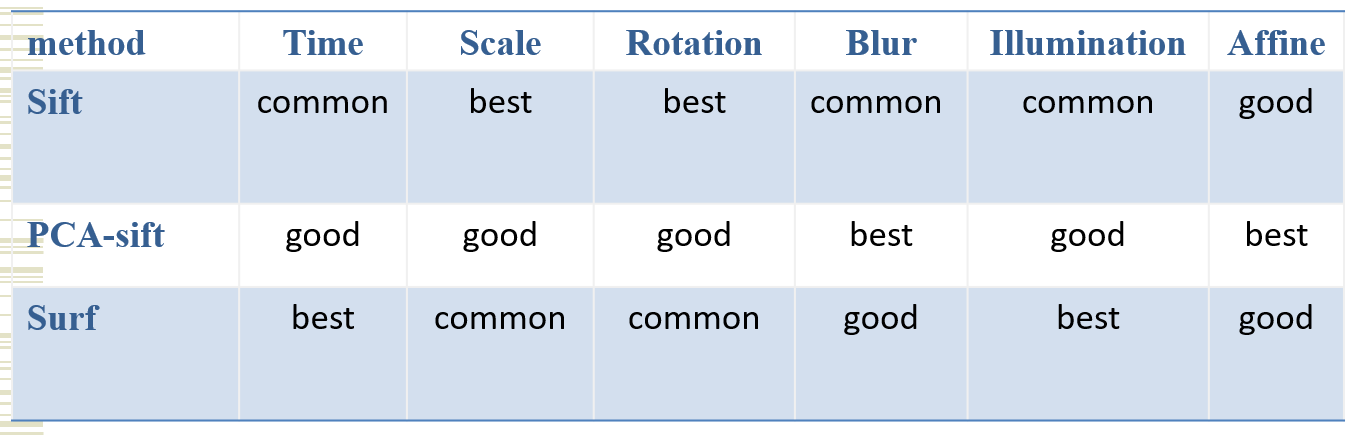 method Time Scale Rotation Blur Illumination Affine
Sift common best best common common good
PCA-sift good good good best good best
Surf best common common good best good